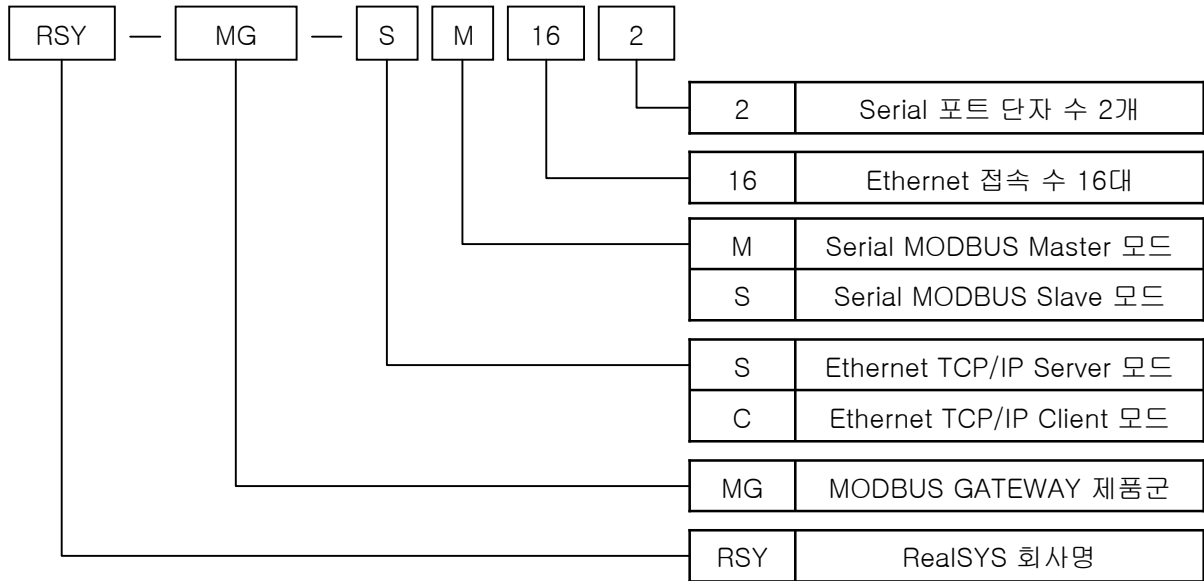 RSY — MG — S M 16 2
2 Serial 포트 단자 수 2개
16 Ethernet 접속 수 16대
M Serial MODBUS Master 모드
S Serial MODBUS Slave 모드
S Ethernet TCP/IP Server 모드
C Ethernet TCP/IP Client 모드
MG MODBUS GATEWAY 제품군
RSY RealSYS 회사명